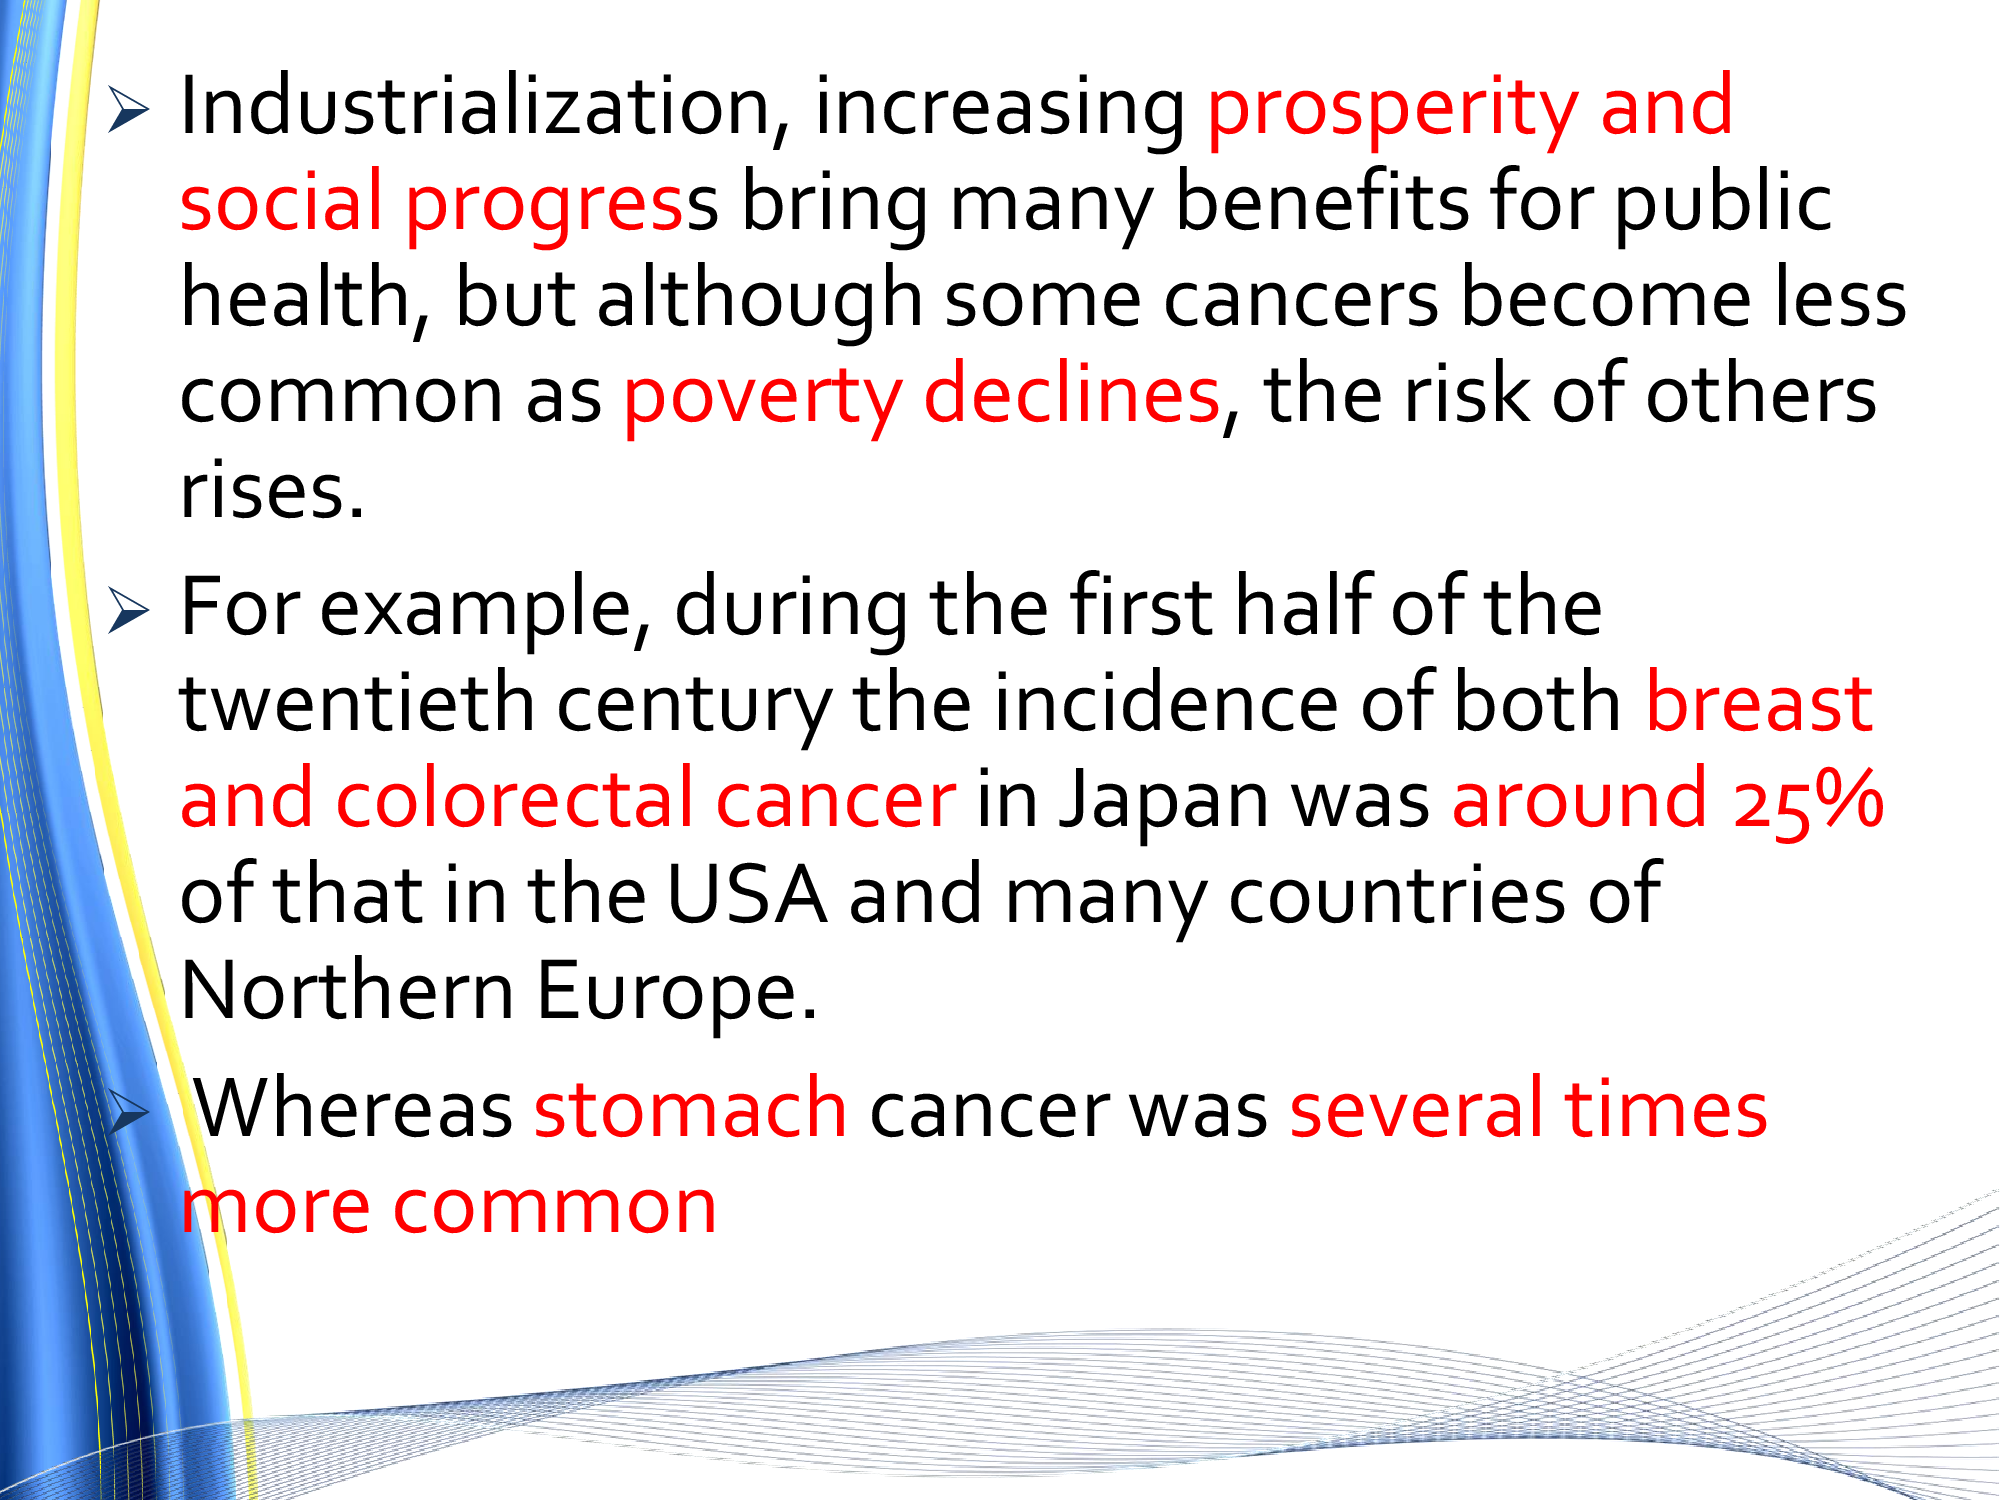 ➢ Industrialization, increasing prosperity and
social progress bring many benefits for public
health, but although some cancers become less
common as poverty declines, the risk of others
rises.
➢ For example, during the first half of the
twentieth century the incidence of both breast
and colorectal cancer in Japan was around 25%
of that in the USA and many countries of
Northern Europe.
➢ Whereas stomach cancer was several times
more common